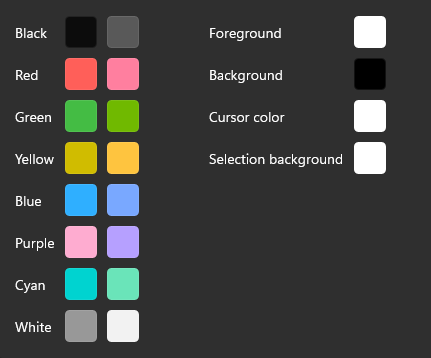 Black
Red
Green
Yellow
Blue
Purple
Cyan
White
Foreground
Background
Cursor color
Selection background